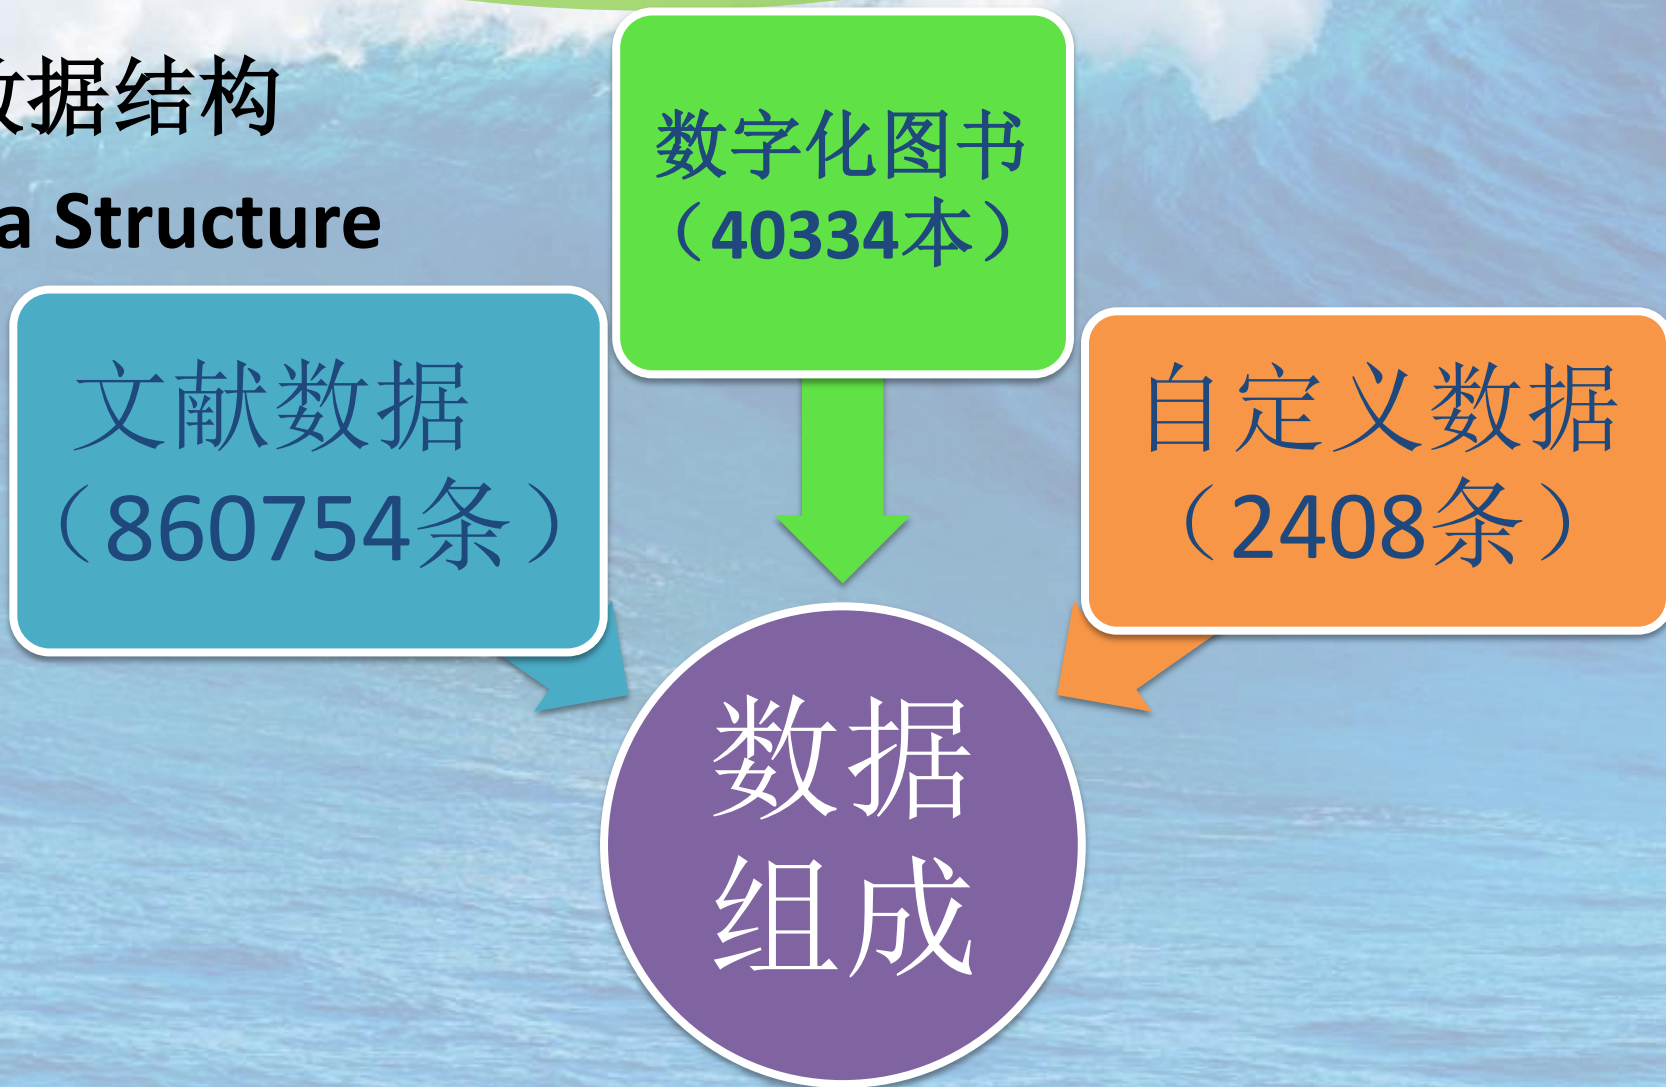 数据结构
a Structure
数字化图书
（40334本）
文献数据
（860754条）
自定义数据
（2408条）
数据
组成